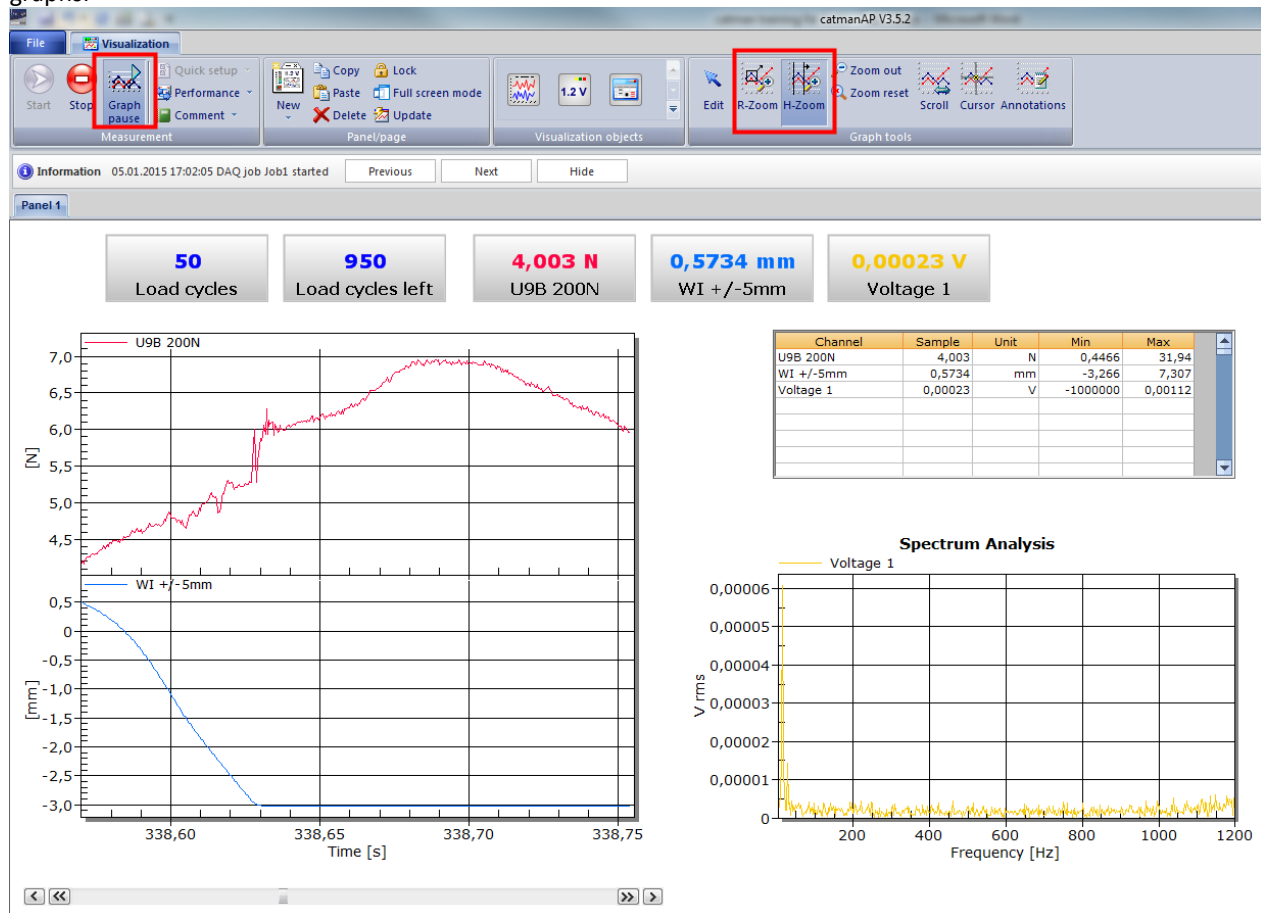 graphs.
catmanAP V3.5.2
File Visualization
Start
Stop
Graph pause
Quick setup
Performance
Comment
Measurement
New
Copy
Paste
Delete
Lock
Full screen mode
Update
Panel/page
1.2 V
Visualization objects
Edit
R-Zoom
H-Zoom
Zoom out
Zoom reset
Scroll
Cursor
Annotations
Graph tools
Information 05.01.2015 17:02:05 DAQ job Job1 started Previous Next Hide
Panel 1
50
Load cycles
950
Load cycles left
4,003 N
U9B 200N
0,5734 mm
WI +/-5mm
0,00023 V
Voltage 1
U9B 200N
7,0
6,5
6,0
5,5
5,0
4,5
[N]
WI +/-5mm
0,5
0
-0,5
-1,0
-1,5
-2,0
-2,5
-3,0
[mm]
338,60 338,65 338,70 338,75
Time [s]
Channel Sample Unit Min Max
U9B 200N 4,003 N 0,4466 31,94
WI +/-5mm 0,5734 mm -3,266 7,307
Voltage 1 0,00023 V -1000000 0,00112
Spectrum Analysis
Voltage 1
0,00006
0,00005
0,00004
0,00003
0,00002
0,00001
0
V rms
200 400 600 800 1000 1200
Frequency [Hz]